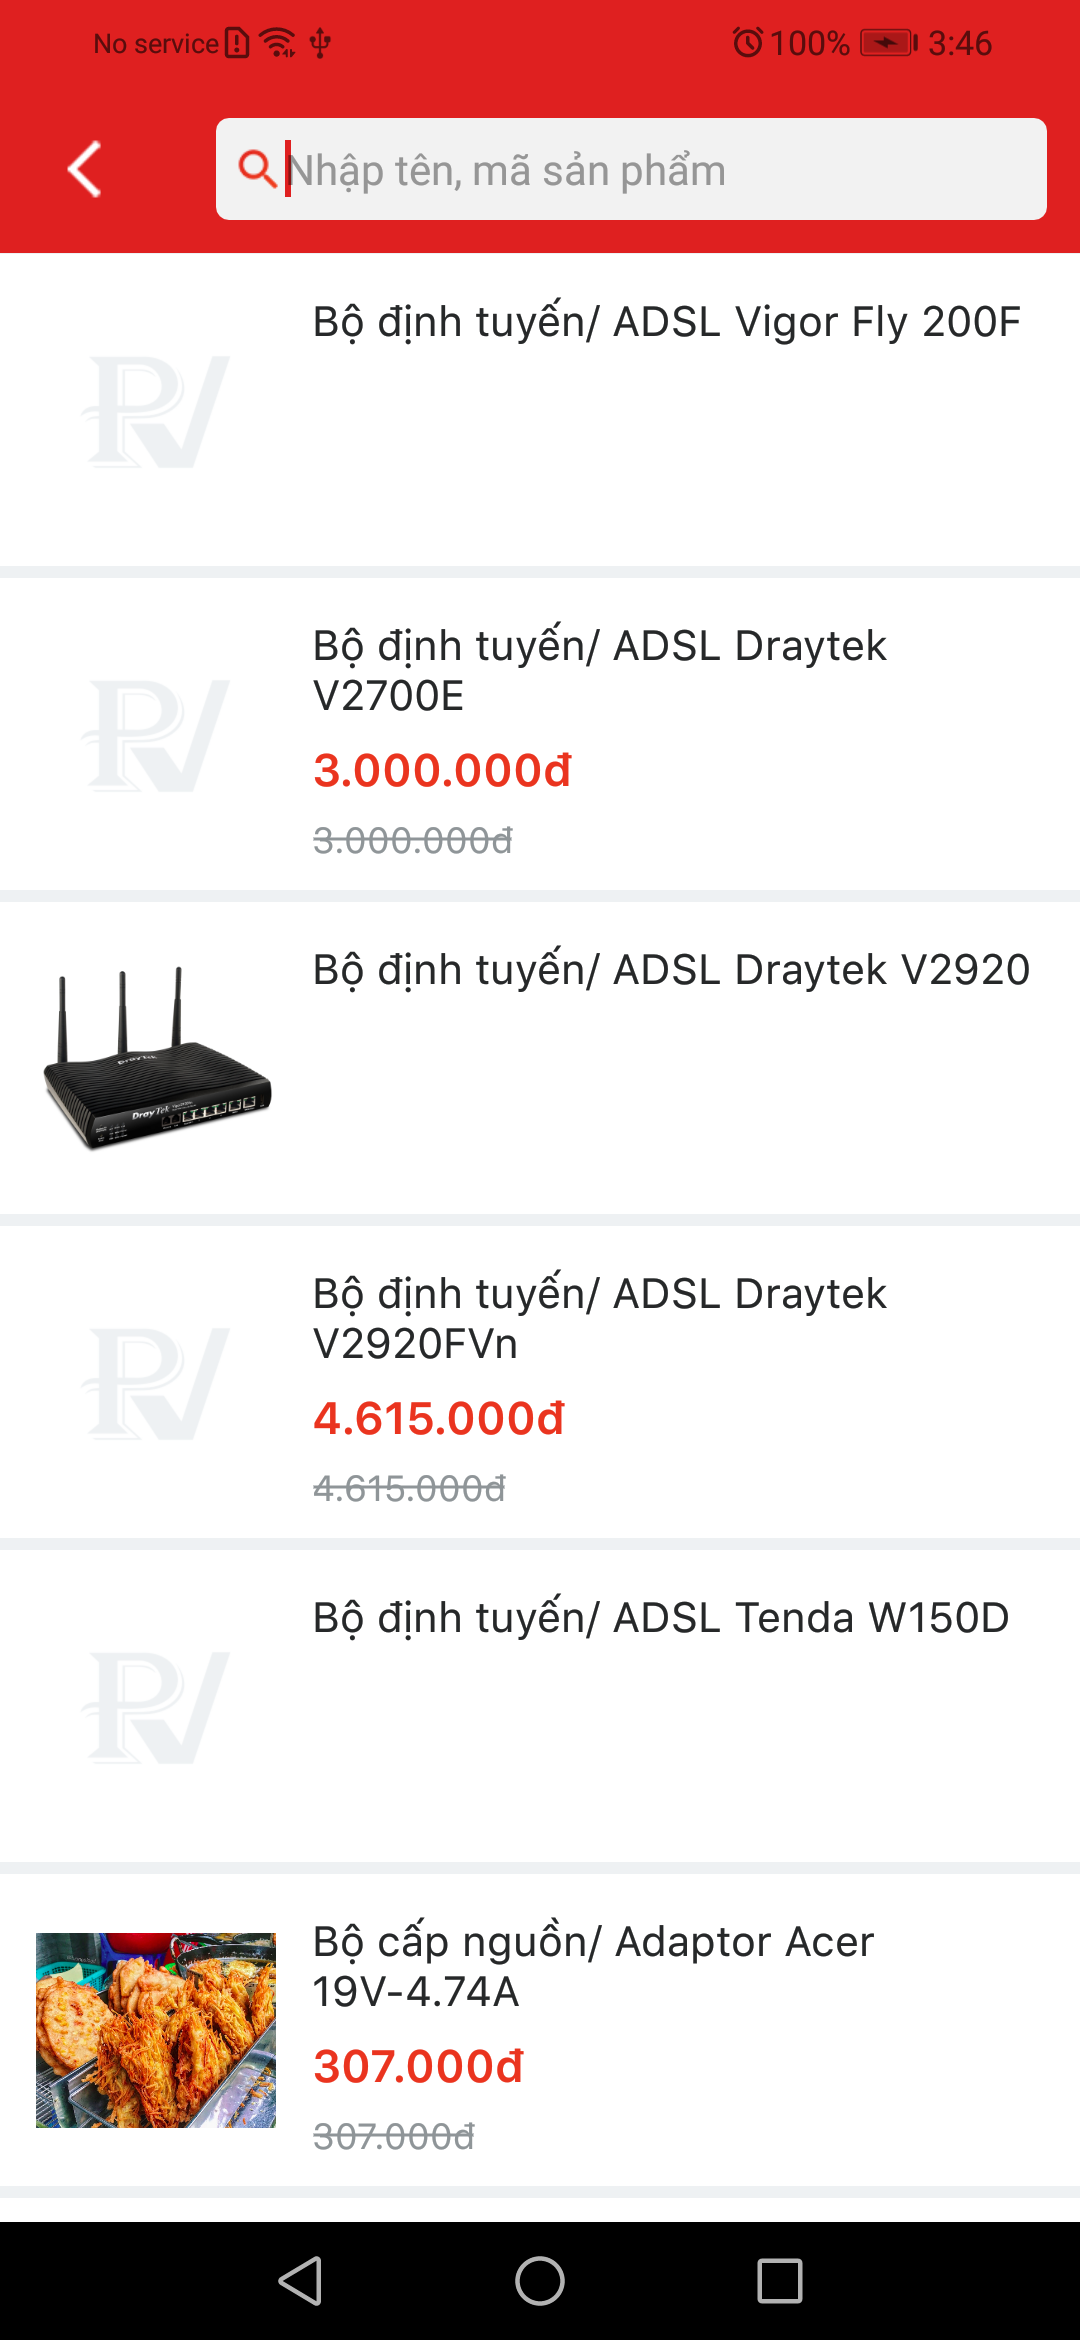 No service 100% 3:46
Nhập tên, mã sản phẩm
Bộ định tuyến/ ADSL Vigor Fly 200F
Bộ định tuyến/ ADSL Draytek
V2700E
3.000.000đ
3.000.000đ
Bộ định tuyến/ ADSL Draytek V2920
DrayTek
DrayTek
Bộ định tuyến/ ADSL Draytek
V2920FVn
4.615.000đ
4.615.000đ
Bộ định tuyến/ ADSL Tenda W150D
Bộ cấp nguồn/ Adaptor Acer
19V-4.74A
307.000đ
307.000đ